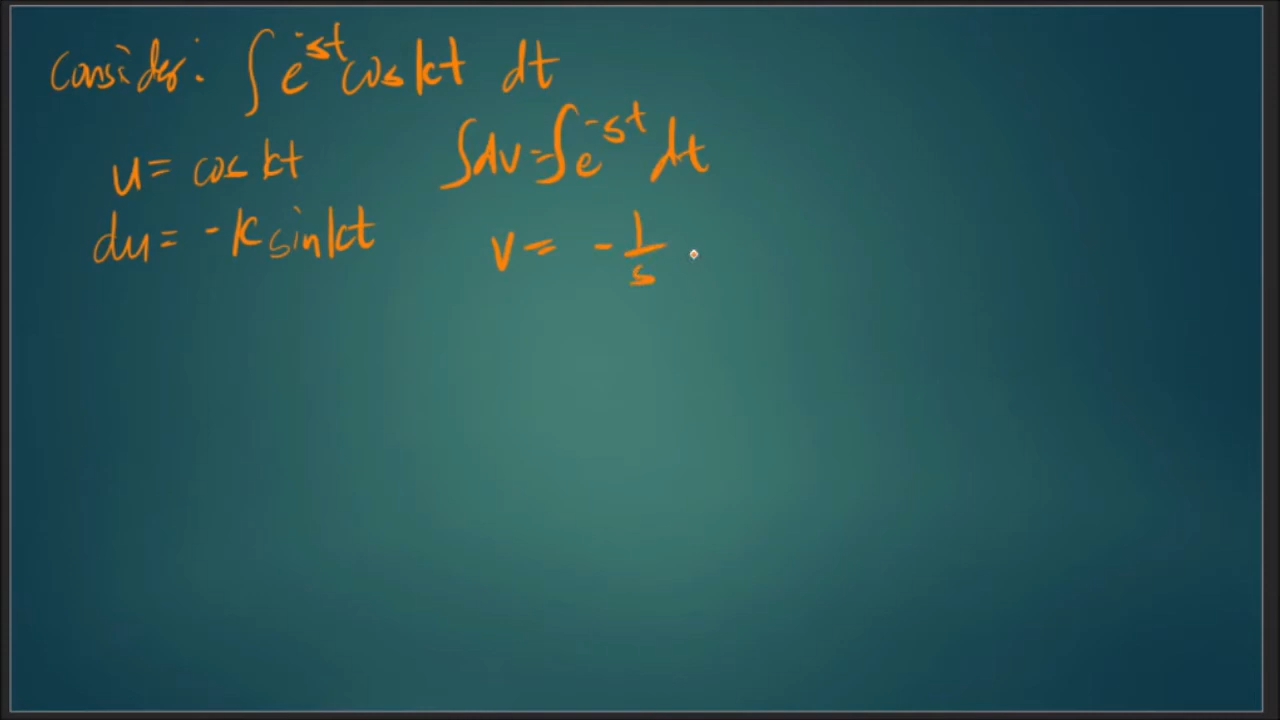 Consider: ∫ e^{-st} cos kt dt
u = cos kt
∫ dv = ∫ e^{-st} dt
du = -k sin kt
v = -1/s